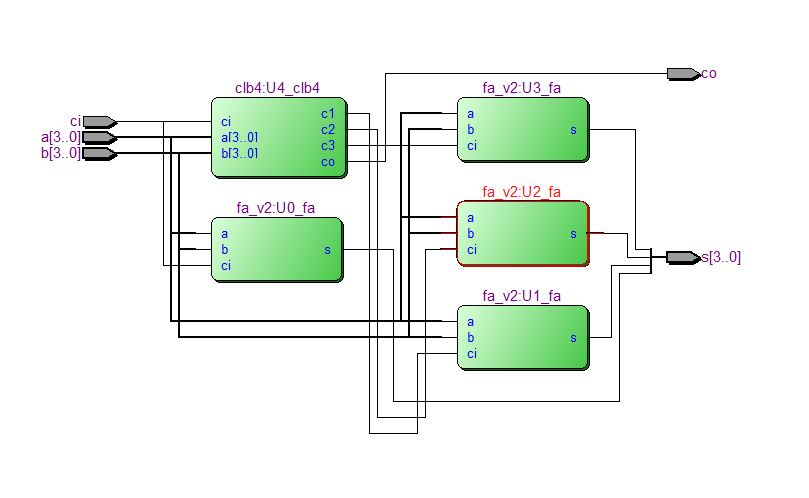 co
clb4:U4_clb4
ci
a[3..0]
b[3..0]
c1
c2
c3
co
ci
a[3..0]
b[3..0]
fa_v2:U3_fa
a
b
ci
s
fa_v2:U0_fa
a
b
ci
s
fa_v2:U2_fa
a
b
ci
s
s[3..0]
fa_v2:U1_fa
a
b
ci
s